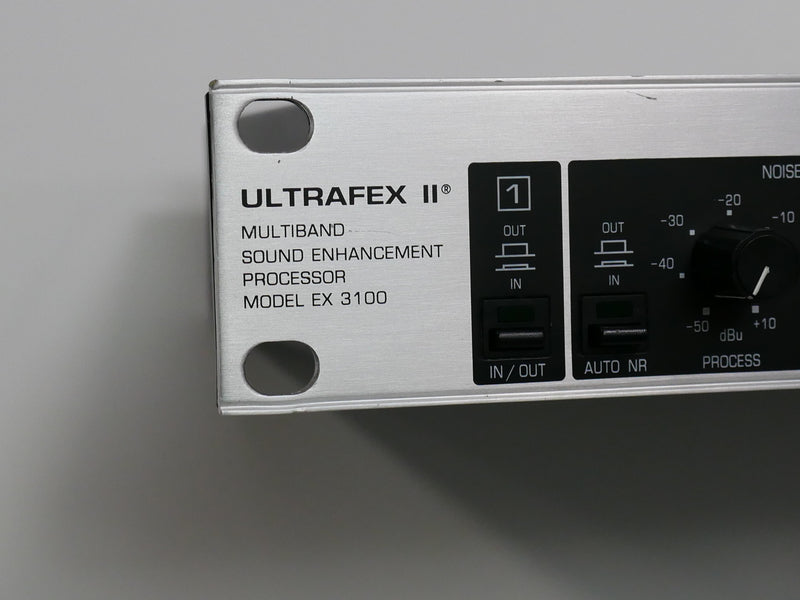 ULTRAFEX II®
MULTIBAND
SOUND ENHANCEMENT
PROCESSOR
MODEL EX 3100
1
OUT
IN
IN / OUT
OUT
IN
AUTO NR
NOISE
-20
-30
-10
-40
-50
+10
dBu
PROCESS